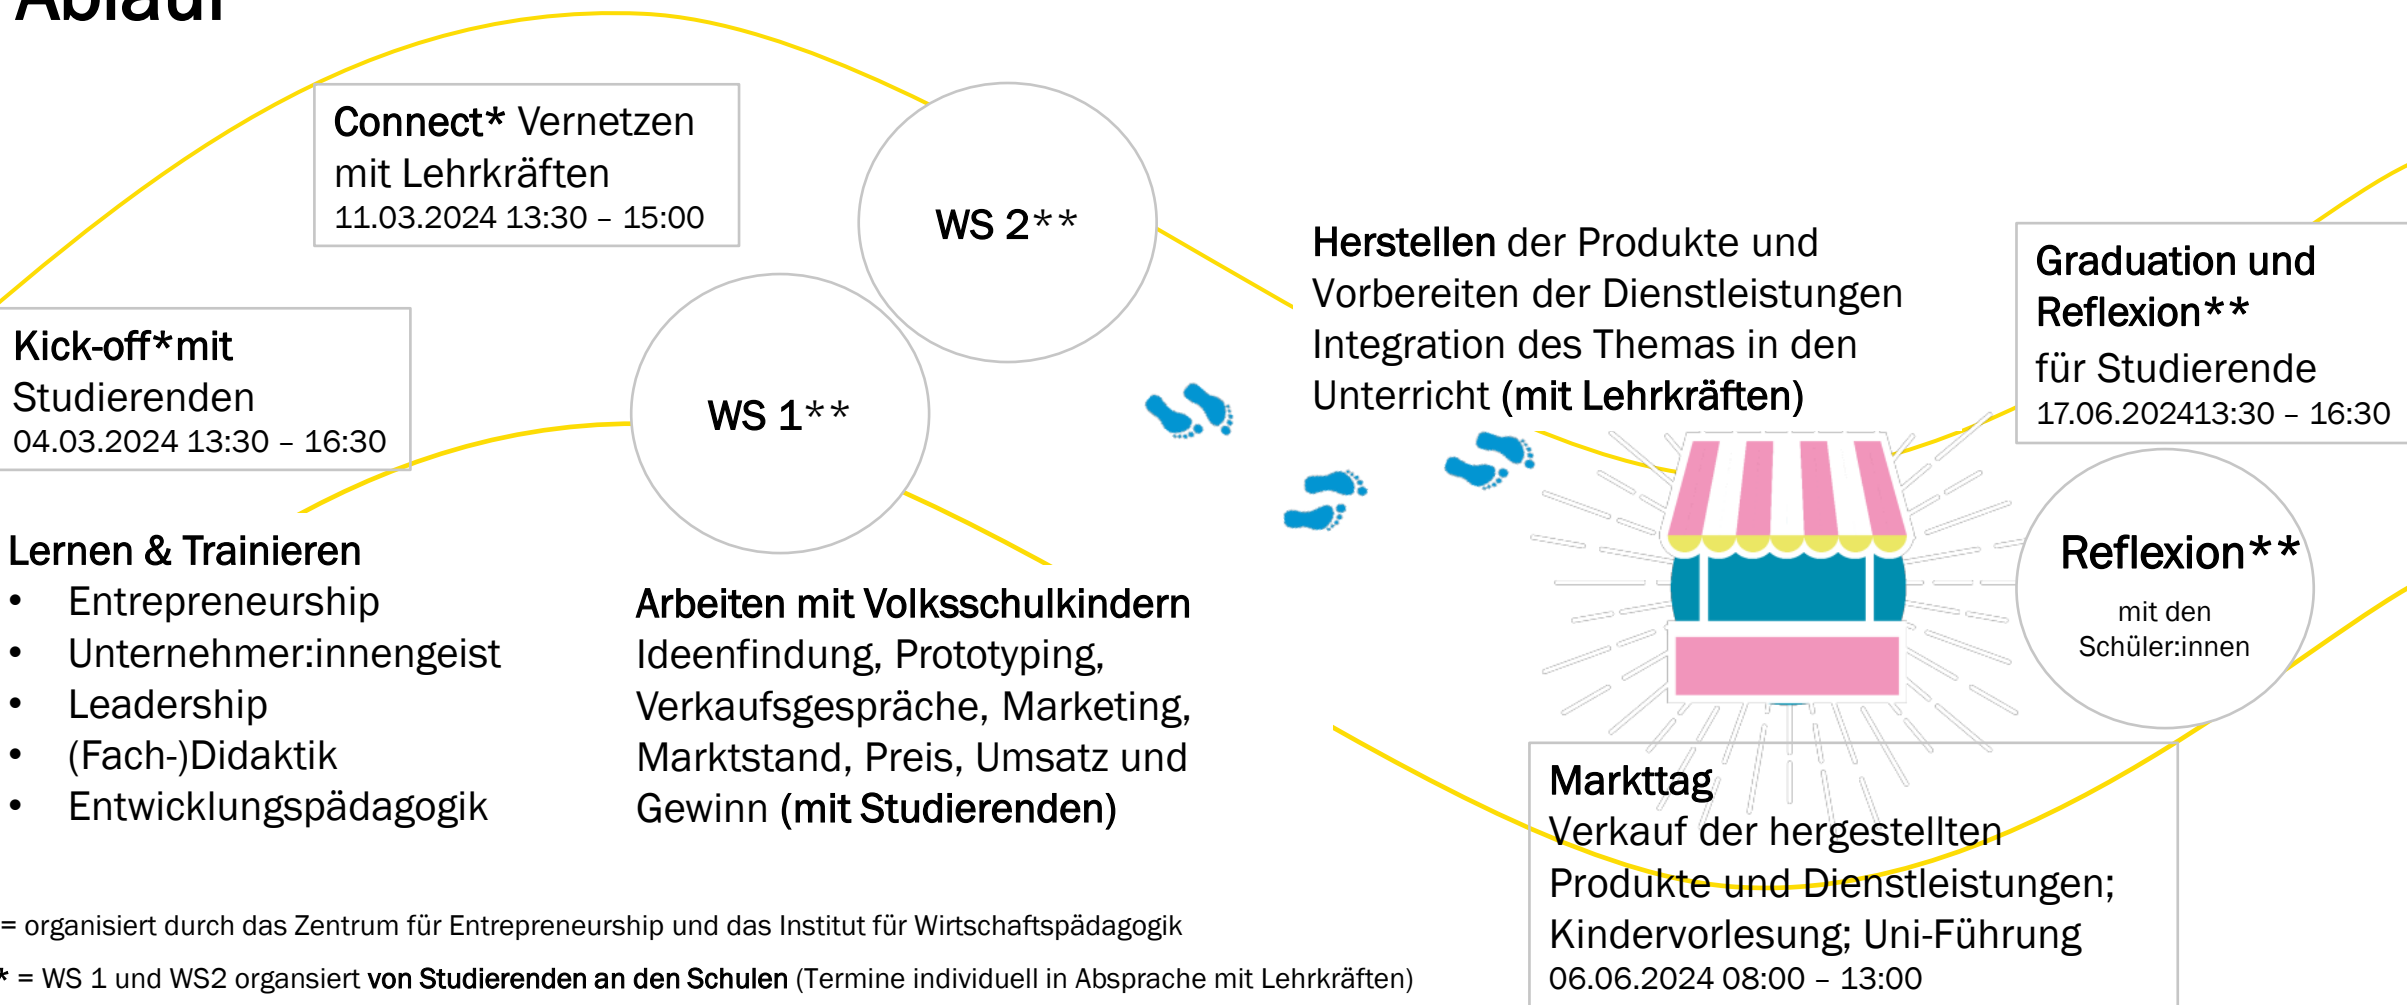 Ablauf
Connect* Vernetzen
mit Lehrkräften
11.03.2024 13:30 – 15:00
Kick-off*mit
Studierenden
04.03.2024 13:30 – 16:30
WS 1**
WS 2**
Lernen & Trainieren
• Entrepreneurship
• Unternehmer:innengeist
• Leadership
• (Fach-)Didaktik
• Entwicklungspädagogik
Arbeiten mit Volksschulkindern
Ideenfindung, Prototyping,
Verkaufsgespräche, Marketing,
Marktstand, Preis, Umsatz und
Gewinn (mit Studierenden)
Herstellen der Produkte und
Vorbereiten der Dienstleistungen
Integration des Themas in den
Unterricht (mit Lehrkräften)
Graduation und
Reflexion**
für Studierende
17.06.202413:30 – 16:30
Reflexion**
mit den
Schüler:innen
Markttag
Verkauf der hergestellten
Produkte und Dienstleistungen;
Kindervorlesung; Uni-Führung
06.06.2024 08:00 – 13:00
= organisiert durch das Zentrum für Entrepreneurship und das Institut für Wirtschaftspädagogik
* = WS 1 und WS2 organsiert von Studierenden an den Schulen (Termine individuell in Absprache mit Lehrkräften)